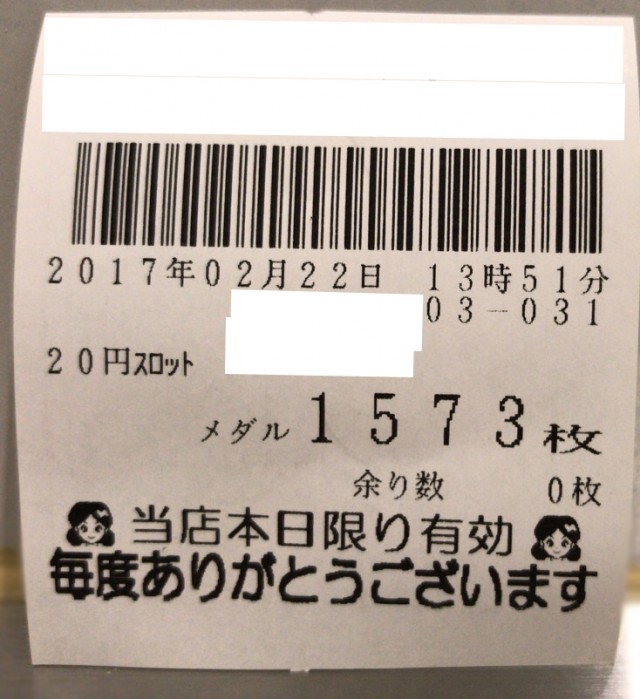 2017年02月22日 13時51分
03-031
20円スロット
メダル 1573枚
余り数 0枚
当店本日限り有効
毎度ありがとうございます